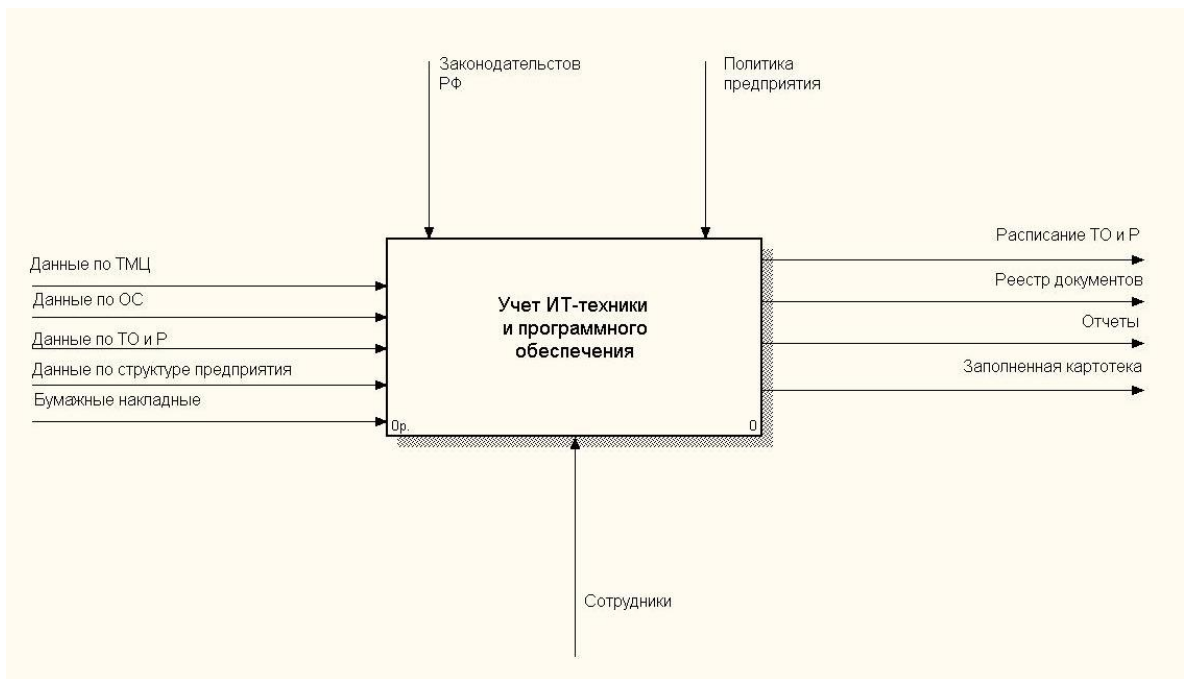 Законодательстов
РФ
Политика
предприятия
Данные по ТМЦ
Данные по ОС
Данные по ТО и Р
Данные по структуре предприятия
Бумажные накладные
Учет ИТ-техники
и программного
обеспечения
0р.
0
Расписание ТО и Р
Реестр документов
Отчеты
Заполненная картотека
Сотрудники